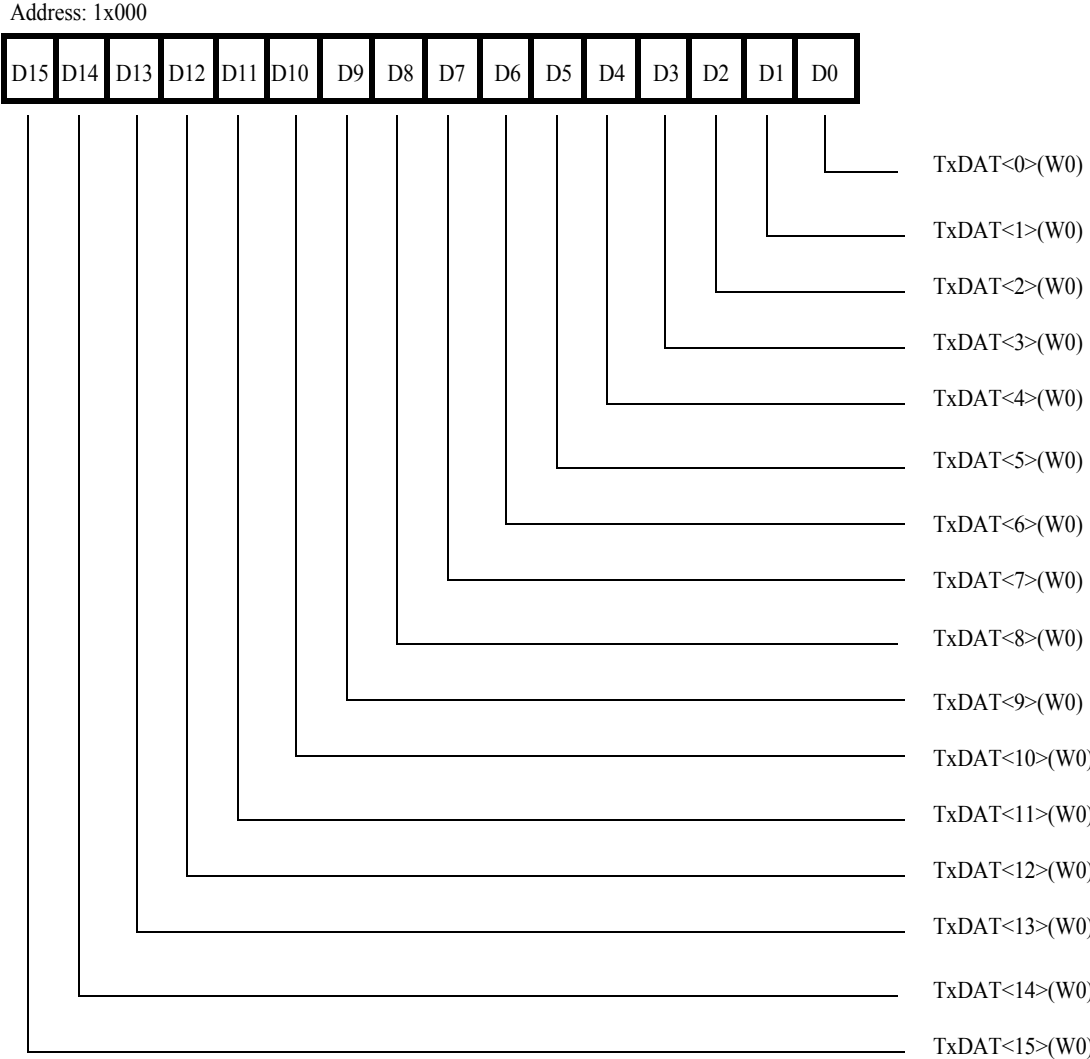 Address: 1x000
D15 D14 D13 D12 D11 D10 D9 D8 D7 D6 D5 D4 D3 D2 D1 D0
TxDAT<0>(W0)
TxDAT<1>(W0)
TxDAT<2>(W0)
TxDAT<3>(W0)
TxDAT<4>(W0)
TxDAT<5>(W0)
TxDAT<6>(W0)
TxDAT<7>(W0)
TxDAT<8>(W0)
TxDAT<9>(W0)
TxDAT<10>(W0)
TxDAT<11>(W0)
TxDAT<12>(W0)
TxDAT<13>(W0)
TxDAT<14>(W0)
TxDAT<15>(W0)